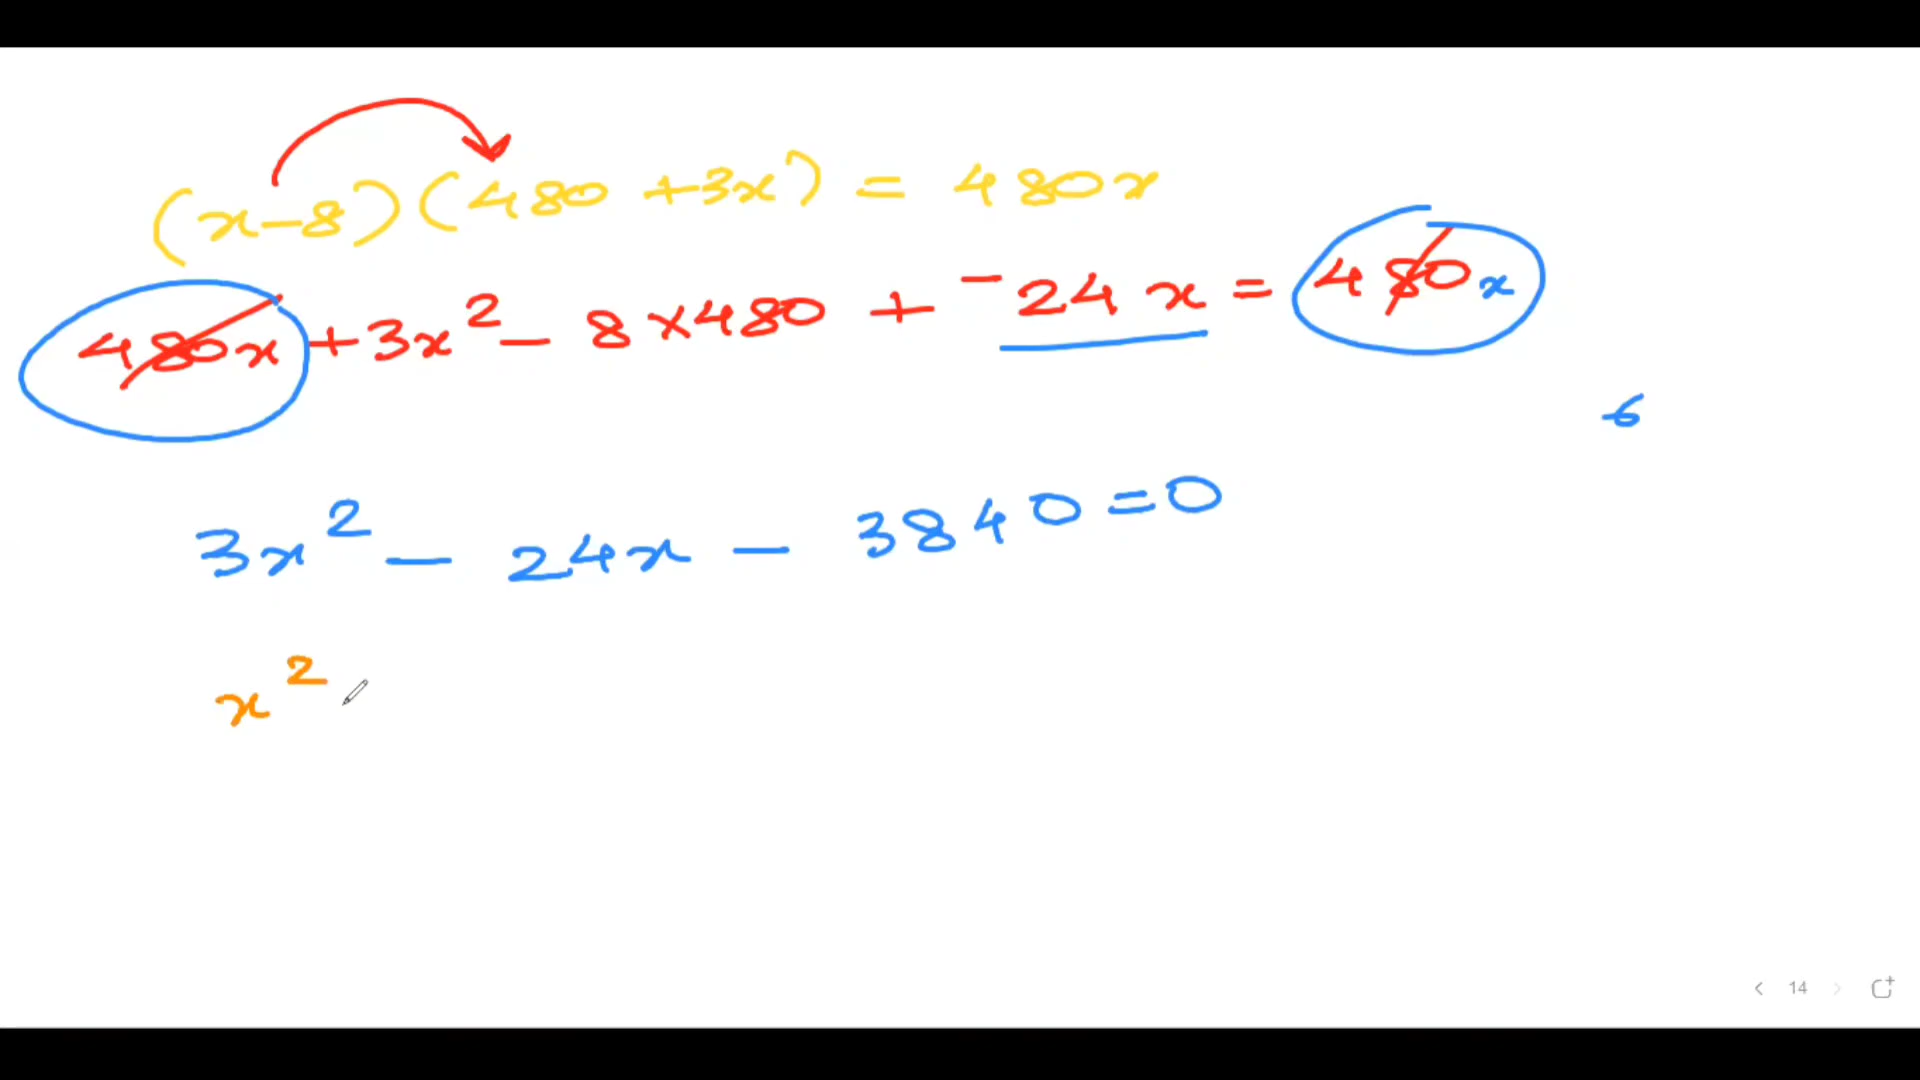 (x-8)(480 +3x) = 480x
480x +3x² - 8×480 + -24x = 480x
6
3x² - 24x - 3840 = 0
x²
14